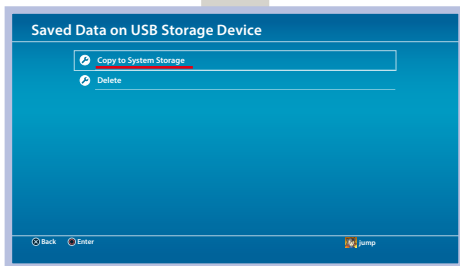 Saved Data on USB Storage Device
Copy to System Storage
Delete
Back Enter jump